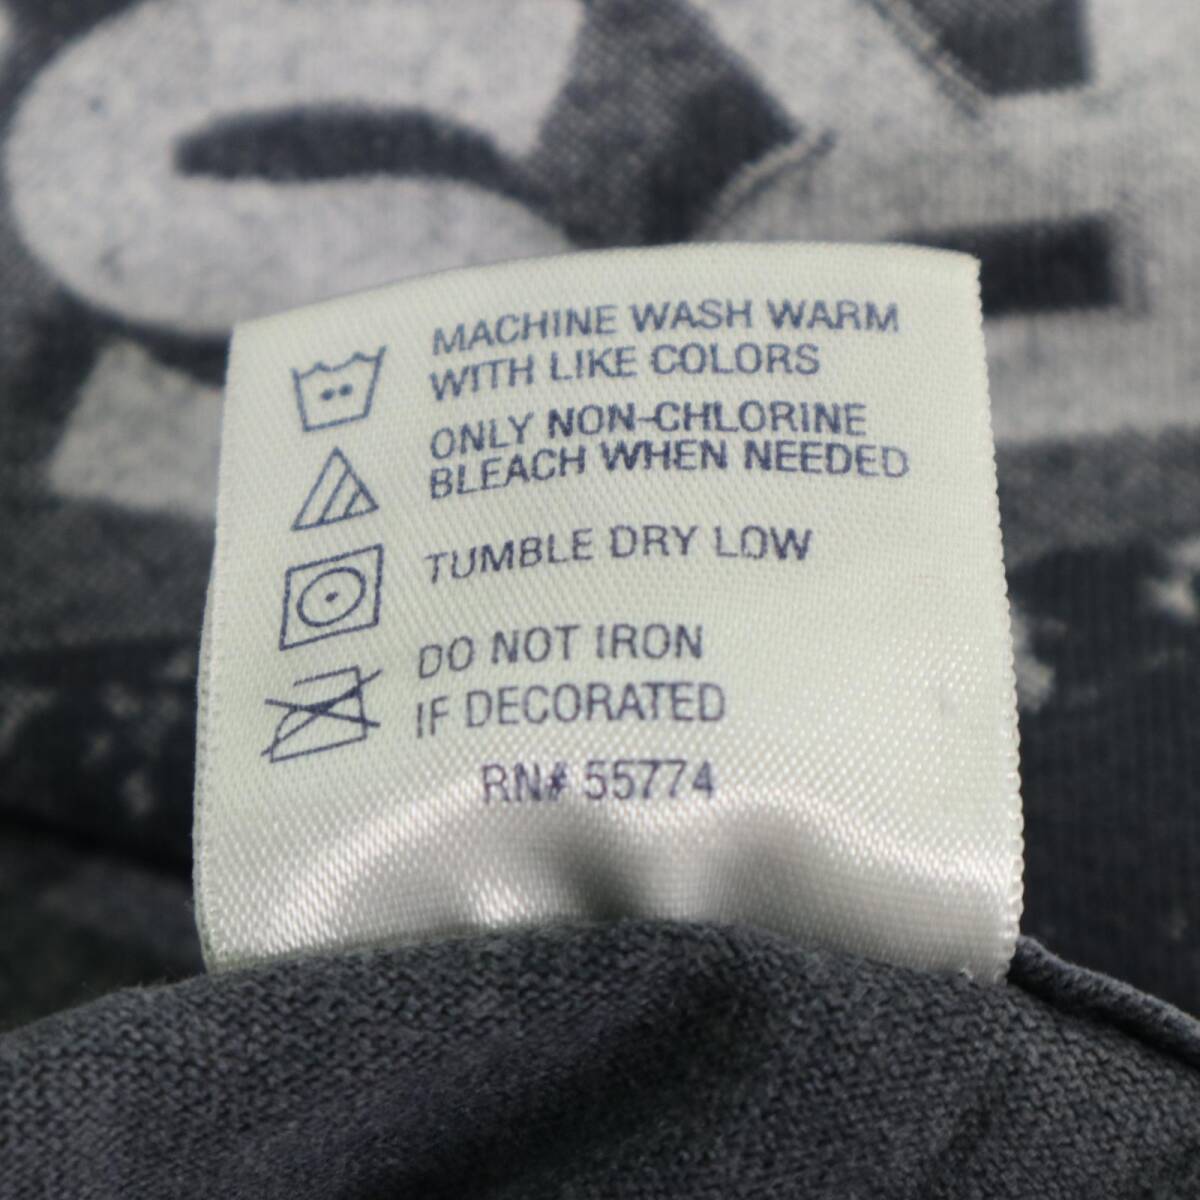 MACHINE WASH WARM
WITH LIKE COLORS
ONLY NON-CHLORINE
BLEACH WHEN NEEDED
TUMBLE DRY LOW
DO NOT IRON
IF DECORATED
RN# 55774